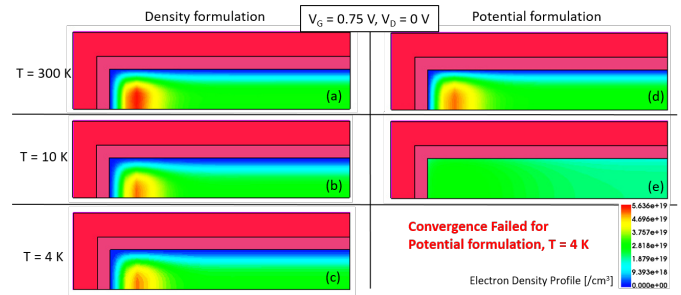 Density formulation
V_G = 0.75 V, V_D = 0 V
Potential formulation
T = 300 K
(a)
(d)
T = 10 K
(b)
(e)
T = 4 K
(c)
Convergence Failed for
Potential formulation, T = 4 K
Electron Density Profile [/cm³]
5.636e+19
4.696e+19
3.757e+19
2.818e+19
1.879e+19
9.393e+18
0.000e+00